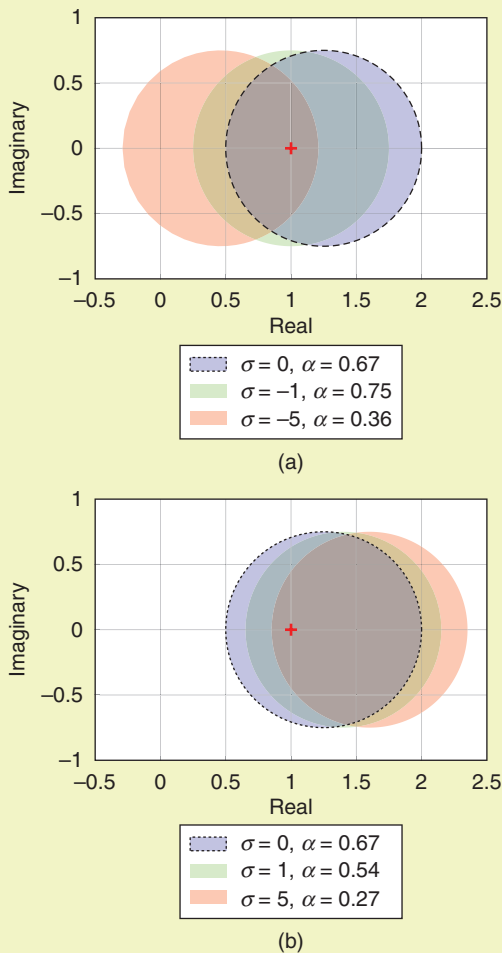 1
0.5
0
−0.5
−1
Imaginary
−0.5 0 0.5 1 1.5 2 2.5
Real
σ = 0, α = 0.67
σ = −1, α = 0.75
σ = −5, α = 0.36
(a)
1
0.5
0
−0.5
−1
Imaginary
−0.5 0 0.5 1 1.5 2 2.5
Real
σ = 0, α = 0.67
σ = 1, α = 0.54
σ = 5, α = 0.27
(b)